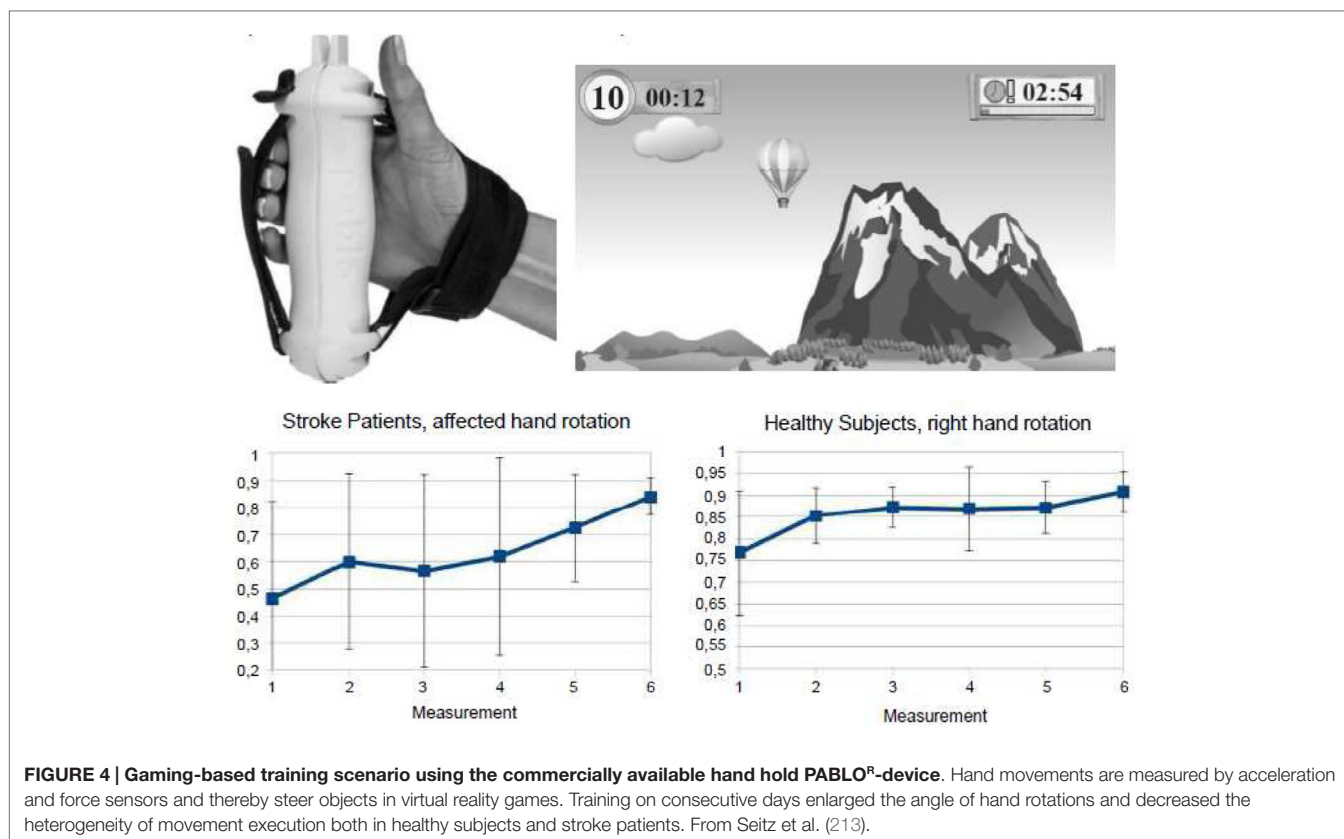 10 00:12
02:54
Stroke Patients, affected hand rotation
1
0,9
0,8
0,7
0,6
0,5
0,4
0,3
0,2
1 2 3 4 5 6
Measurement
Healthy Subjects, right hand rotation
1
0,95
0,9
0,85
0,8
0,75
0,7
0,65
0,6
0,55
0,5
1 2 3 4 5 6
Measurement
FIGURE 4 | Gaming-based training scenario using the commercially available hand hold PABLOᴿ-device. Hand movements are measured by acceleration
and force sensors and thereby steer objects in virtual reality games. Training on consecutive days enlarged the angle of hand rotations and decreased the
heterogeneity of movement execution both in healthy subjects and stroke patients. From Seitz et al. (213).